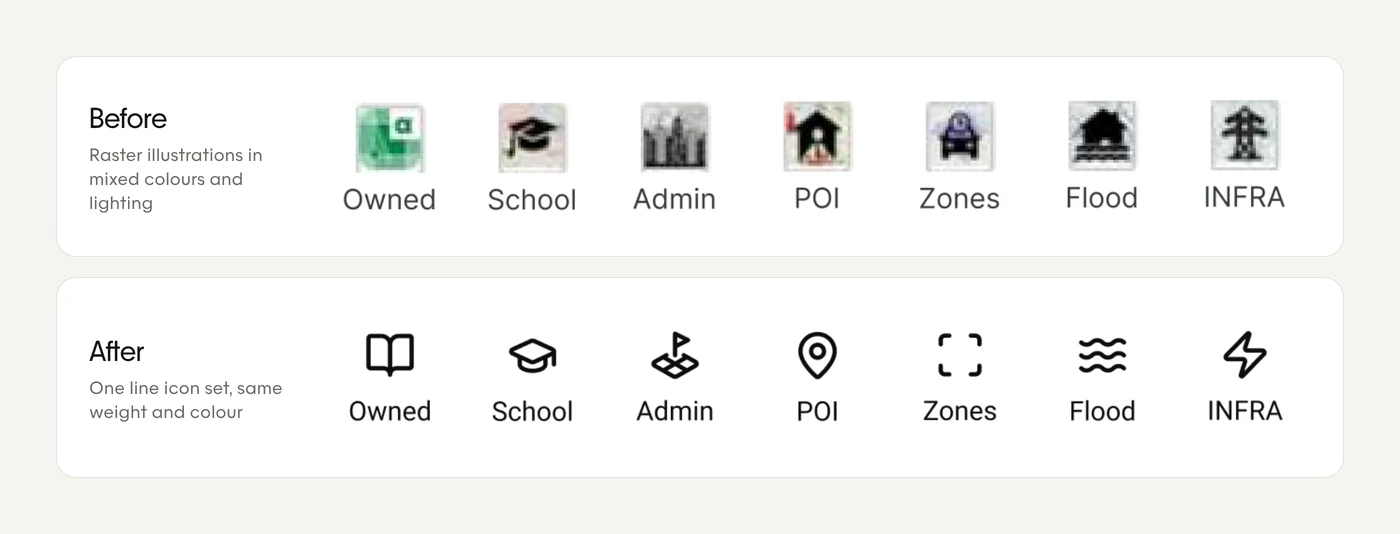 Before
Raster illustrations in
mixed colours and
lighting
a
Owned School Admin POI Zones Flood INFRA
After
One line icon set, same
weight and colour
Owned School Admin POI Zones Flood INFRA